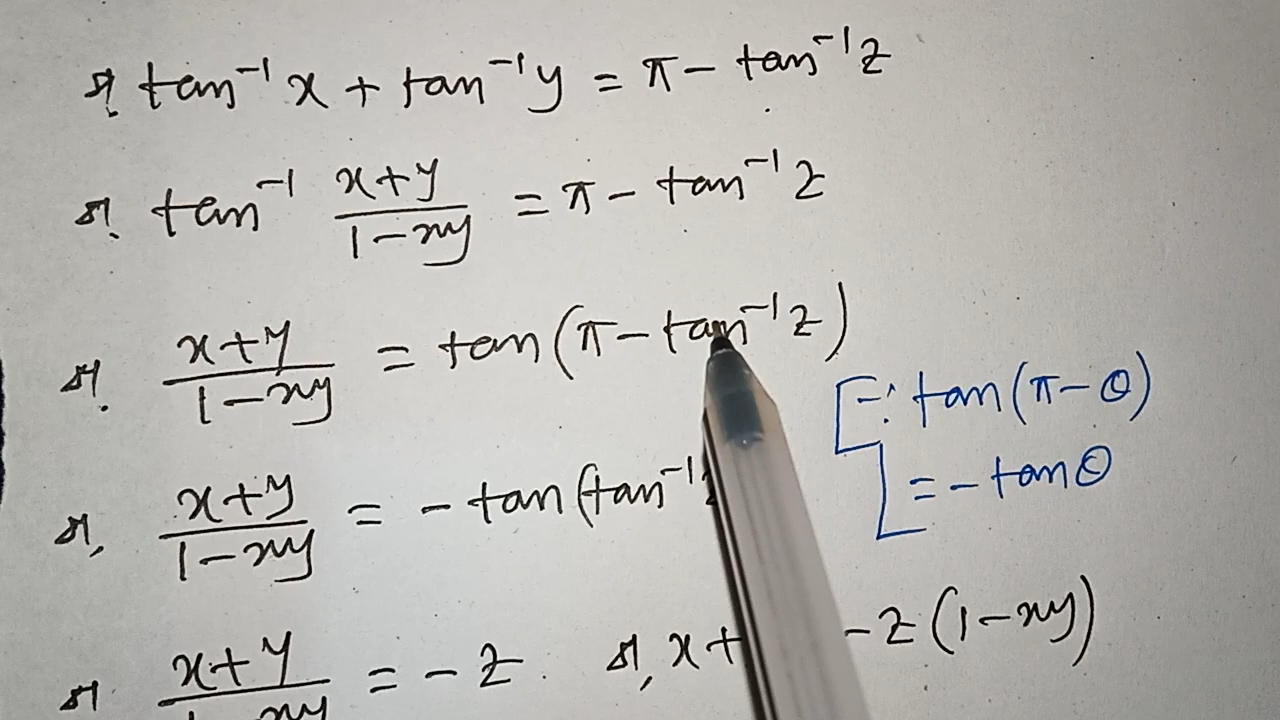 বা, tan⁻¹x + tan⁻¹y = π − tan⁻¹z
বা, tan⁻¹ (x+y)/(1−xy) = π − tan⁻¹z
বা, (x+y)/(1−xy) = tan(π − tan⁻¹z)
[∵ tan(π−θ)
= −tanθ
বা, (x+y)/(1−xy) = −tan(tan⁻¹
বা, (x+y)/(1−xy) = −z বা, x+ −z(1−xy)